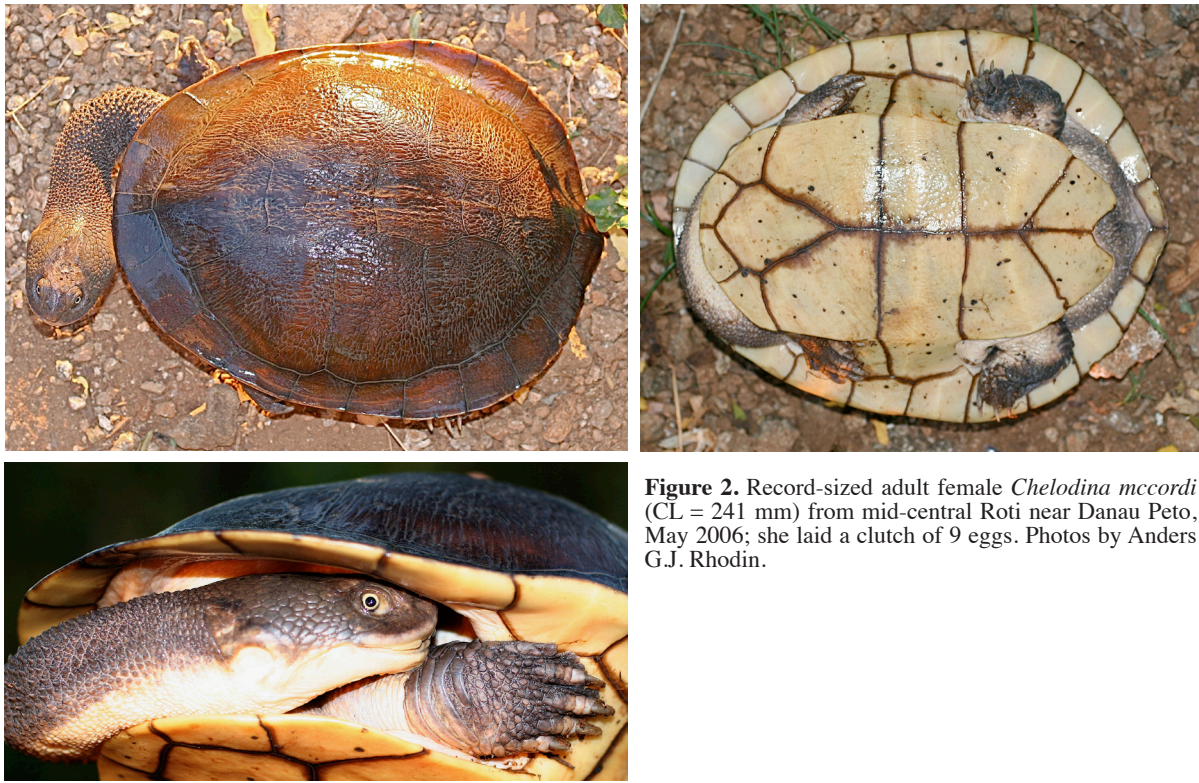 Figure 2. Record-sized adult female Chelodina mccordi
(CL = 241 mm) from mid-central Roti near Danau Peto,
May 2006; she laid a clutch of 9 eggs. Photos by Anders
G.J. Rhodin.